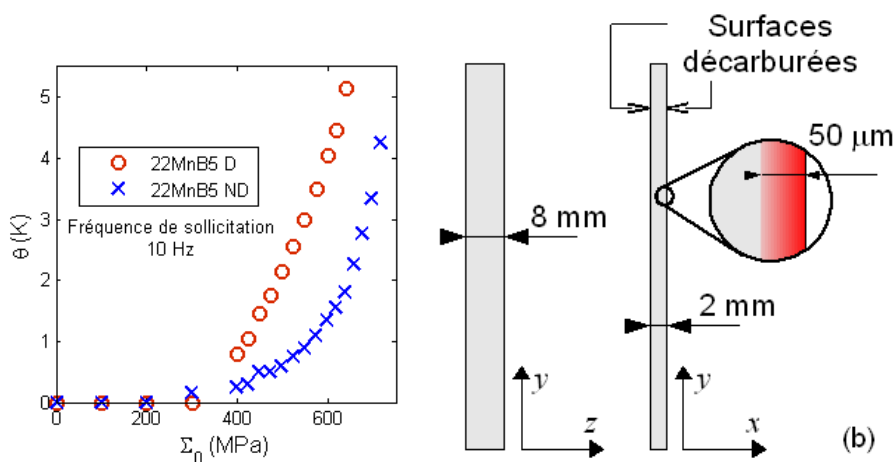 5
4
3
2
1
0
θ (K)
22MnB5 D
22MnB5 ND
Fréquence de sollicitation
10 Hz
0
200
400
600
Σ0 (MPa)
Surfaces
décarburées
50 µm
8 mm
2 mm
y
z
y
x
(b)